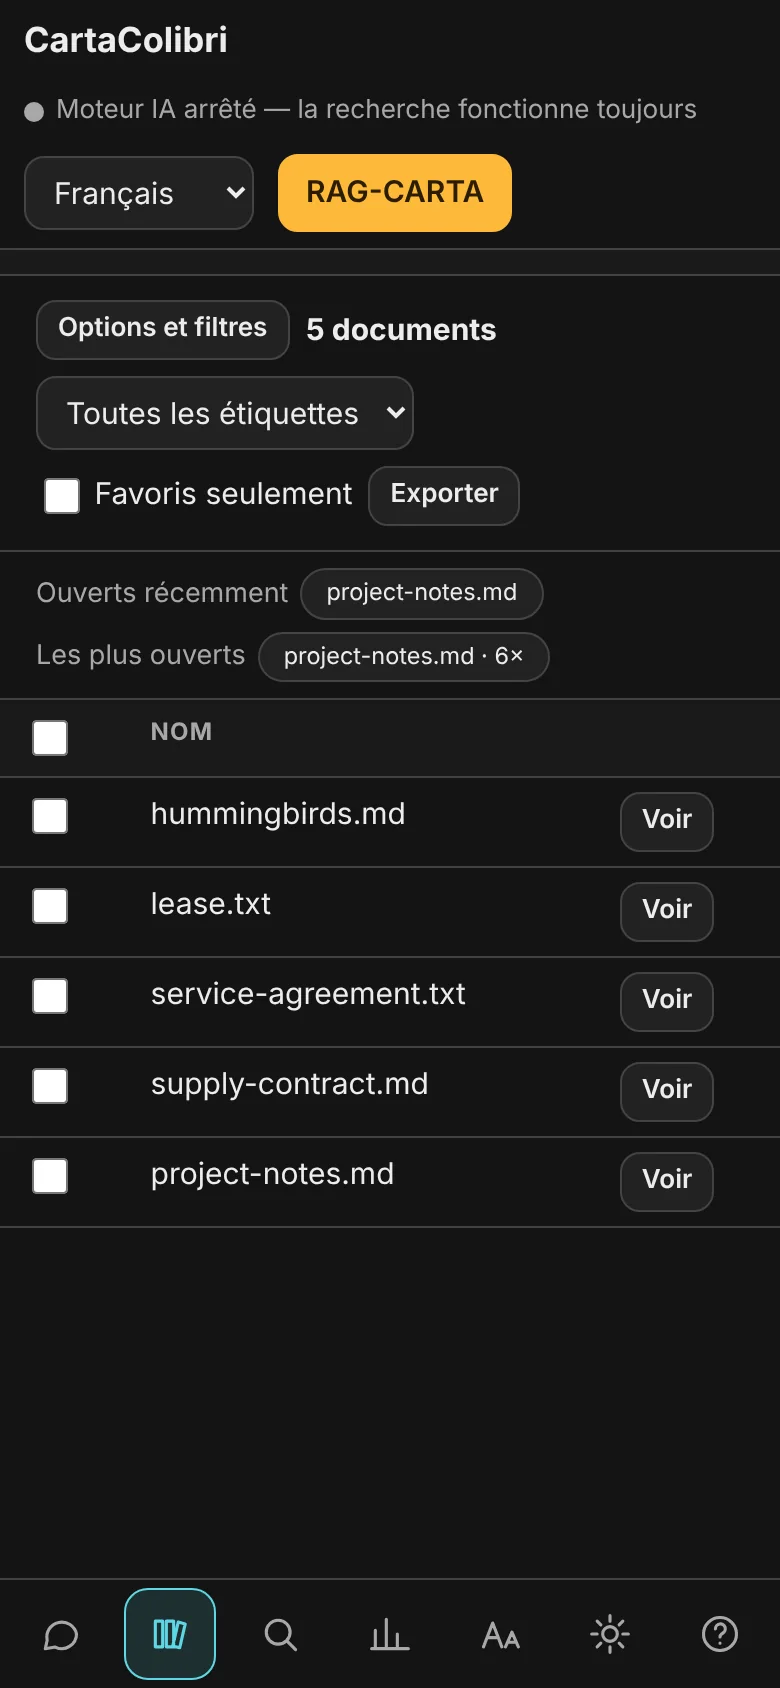 CartaColibri
Moteur IA arrêté — la recherche fonctionne toujours
Français RAG-CARTA
Options et filtres 5 documents
Toutes les étiquettes
Favoris seulement Exporter
Ouverts récemment project-notes.md
Les plus ouverts project-notes.md · 6×
NOM
hummingbirds.md Voir
lease.txt Voir
service-agreement.txt Voir
supply-contract.md Voir
project-notes.md Voir
AA